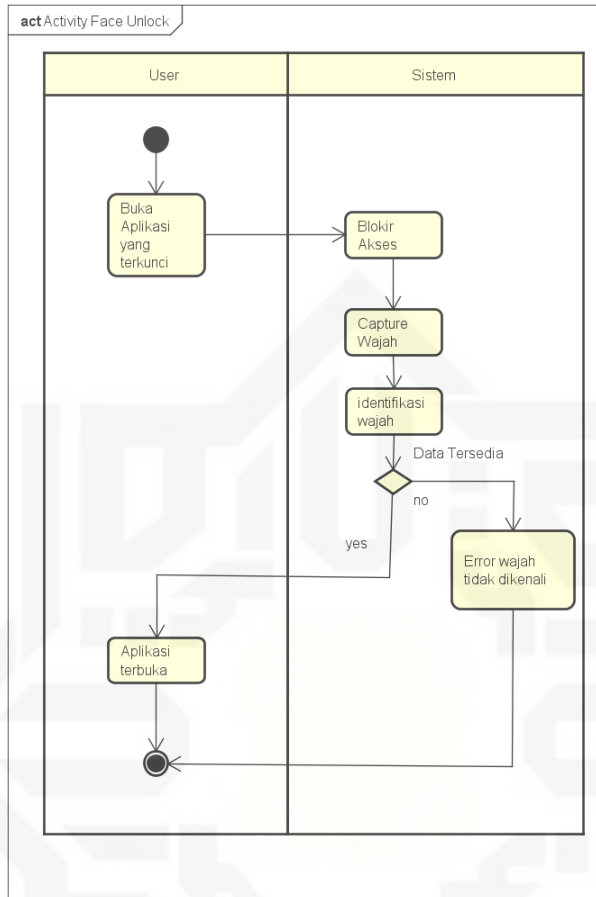 act Activity Face Unlock
User
Sistem
Buka
Aplikasi
yang
terkunci
Blokir
Akses
Capture
Wajah
identifikasi
wajah
Data Tersedia
no
yes
Error wajah
tidak dikenali
Aplikasi
terbuka